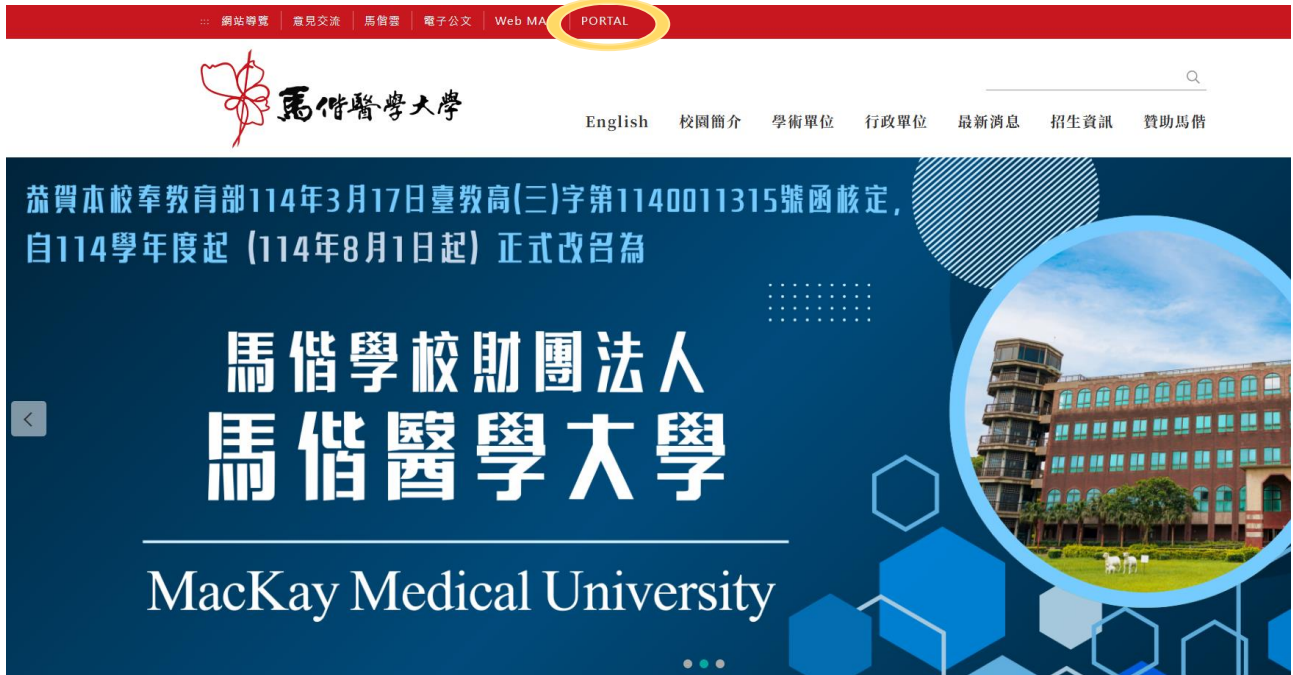 ::: 網站導覽 意見交流 馬偕雲 電子公文 Web MA PORTAL
馬偕醫學大學
English 校園簡介 學術單位 行政單位 最新消息 招生資訊 贊助馬偕
恭賀本校奉教育部114年3月17日臺教高(三)字第1140011315號函核定,
自114學年度起 (114年8月1日起) 正式改名為
馬偕學校財團法人
馬偕醫學大學
MacKay Medical University